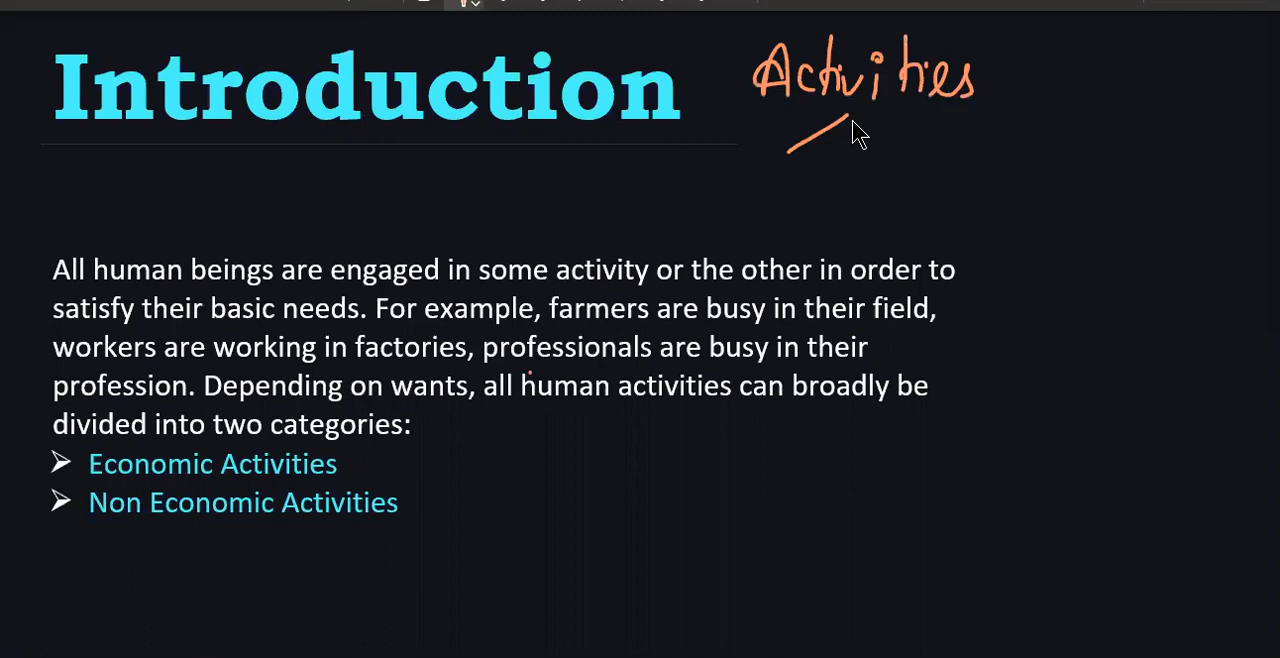 Introduction
Activities
All human beings are engaged in some activity or the other in order to
satisfy their basic needs. For example, farmers are busy in their field,
workers are working in factories, professionals are busy in their
profession. Depending on wants, all human activities can broadly be
divided into two categories:
➢ Economic Activities
➢ Non Economic Activities